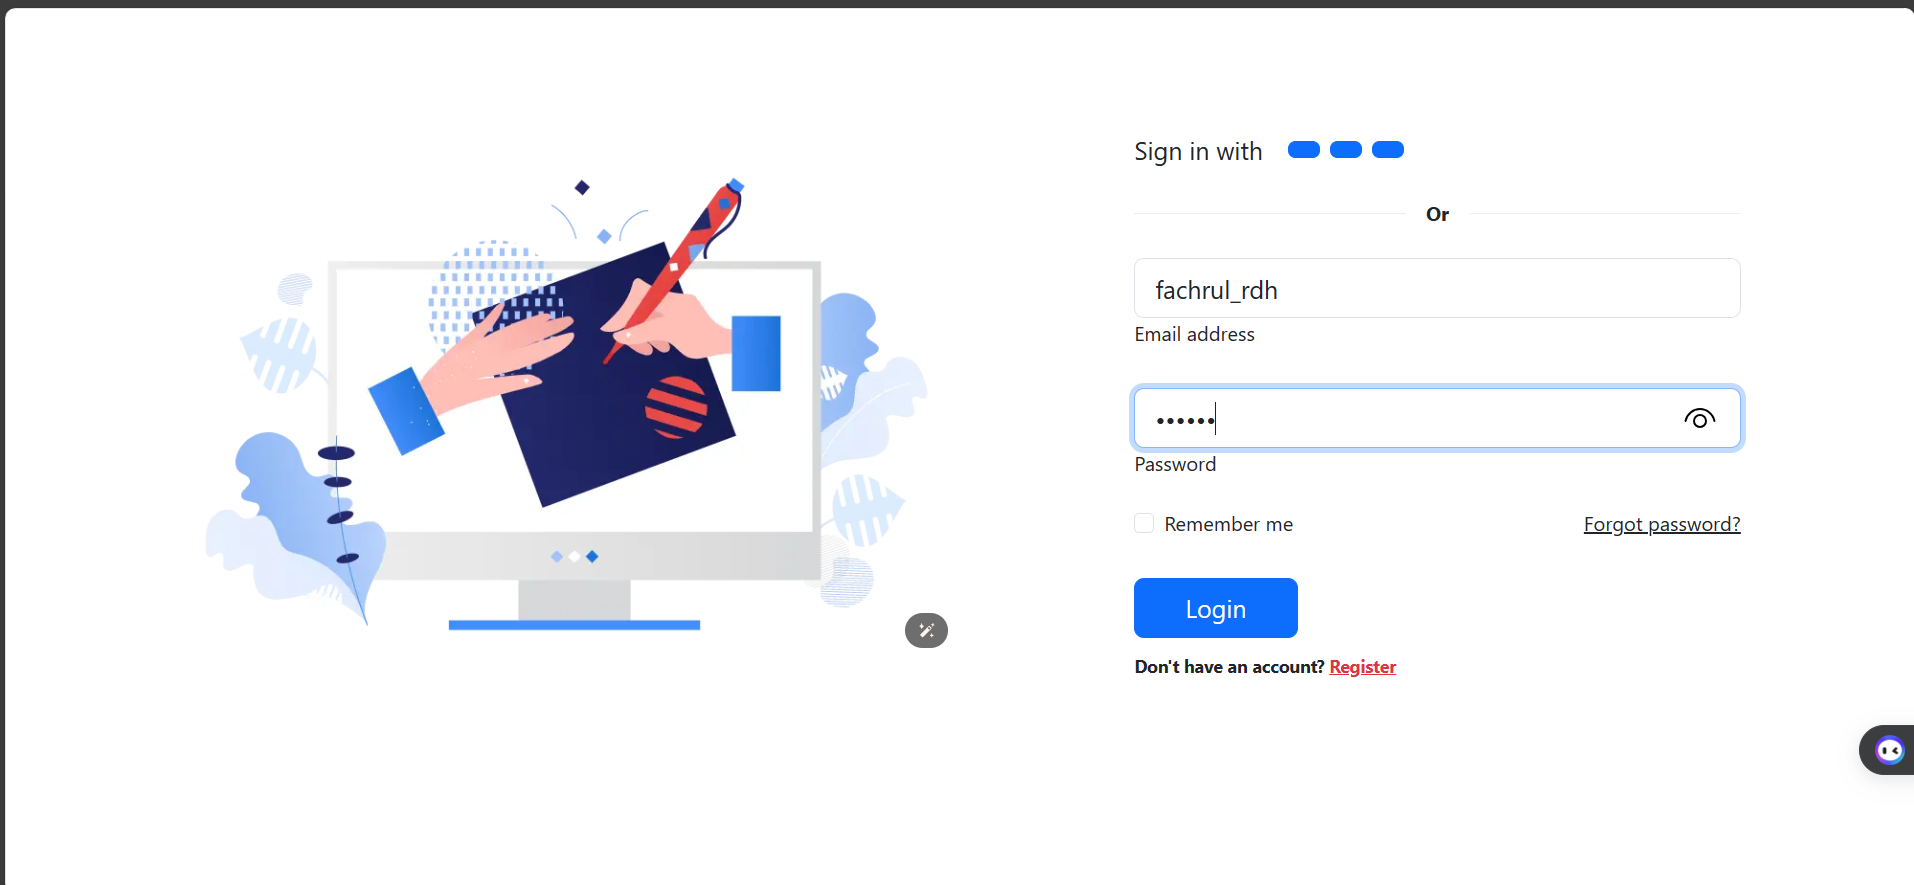 Sign in with
Or
fachrul_rdh
Email address
••••••
Password
Remember me
Forgot password?
Login
Don't have an account? Register